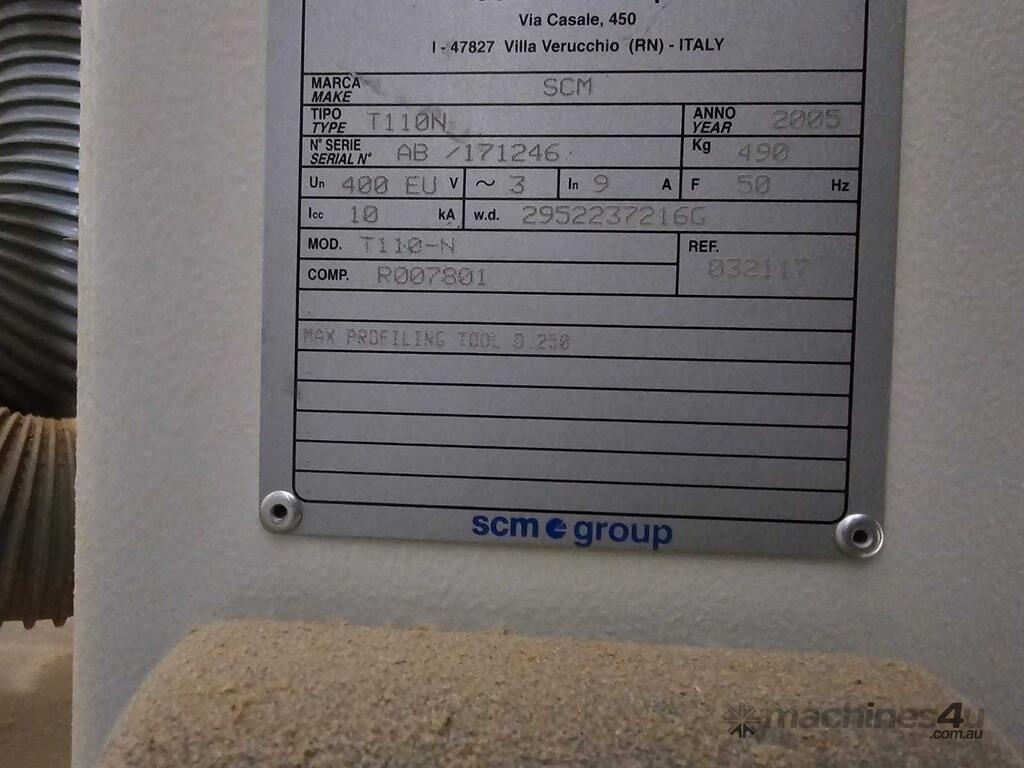 Via Casale, 450
I - 47827 Villa Verucchio (RN) - ITALY
MARCA SCM
MAKE
TIPO T110N ANNO 2005
TYPE YEAR
N° SERIE AB /171246 Kg 490
SERIAL N°
Un 400 EU V ~ 3 In 9 A F 50 Hz
Icc 10 kA w.d. 2952237216G
MOD. T110-N REF.
032117
COMP. R007801
MAX PROFILING TOOL D.250
scm group
machines4u
.com.au